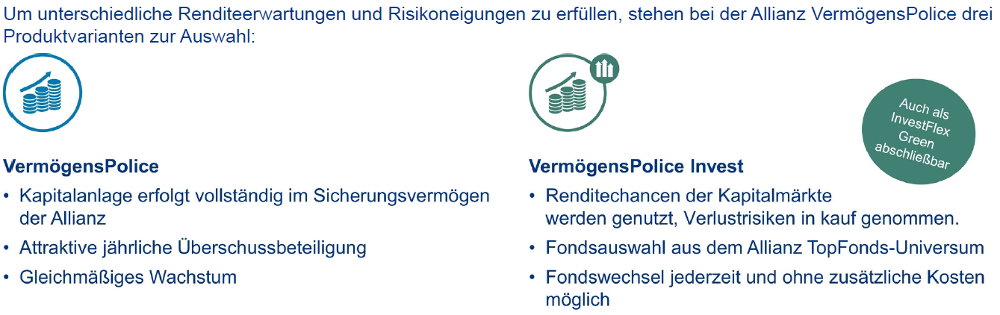 Um unterschiedliche Renditeerwartungen und Risikoneigungen zu erfüllen, stehen bei der Allianz VermögensPolice drei
Produktvarianten zur Auswahl:
Auch als
InvestFlex
Green
abschließbar
VermögensPolice
• Kapitalanlage erfolgt vollständig im Sicherungsvermögen
der Allianz
• Attraktive jährliche Überschussbeteiligung
• Gleichmäßiges Wachstum
VermögensPolice Invest
• Renditechancen der Kapitalmärkte
werden genutzt, Verlustrisiken in kauf genommen.
• Fondsauswahl aus dem Allianz TopFonds-Universum
• Fondswechsel jederzeit und ohne zusätzliche Kosten
möglich